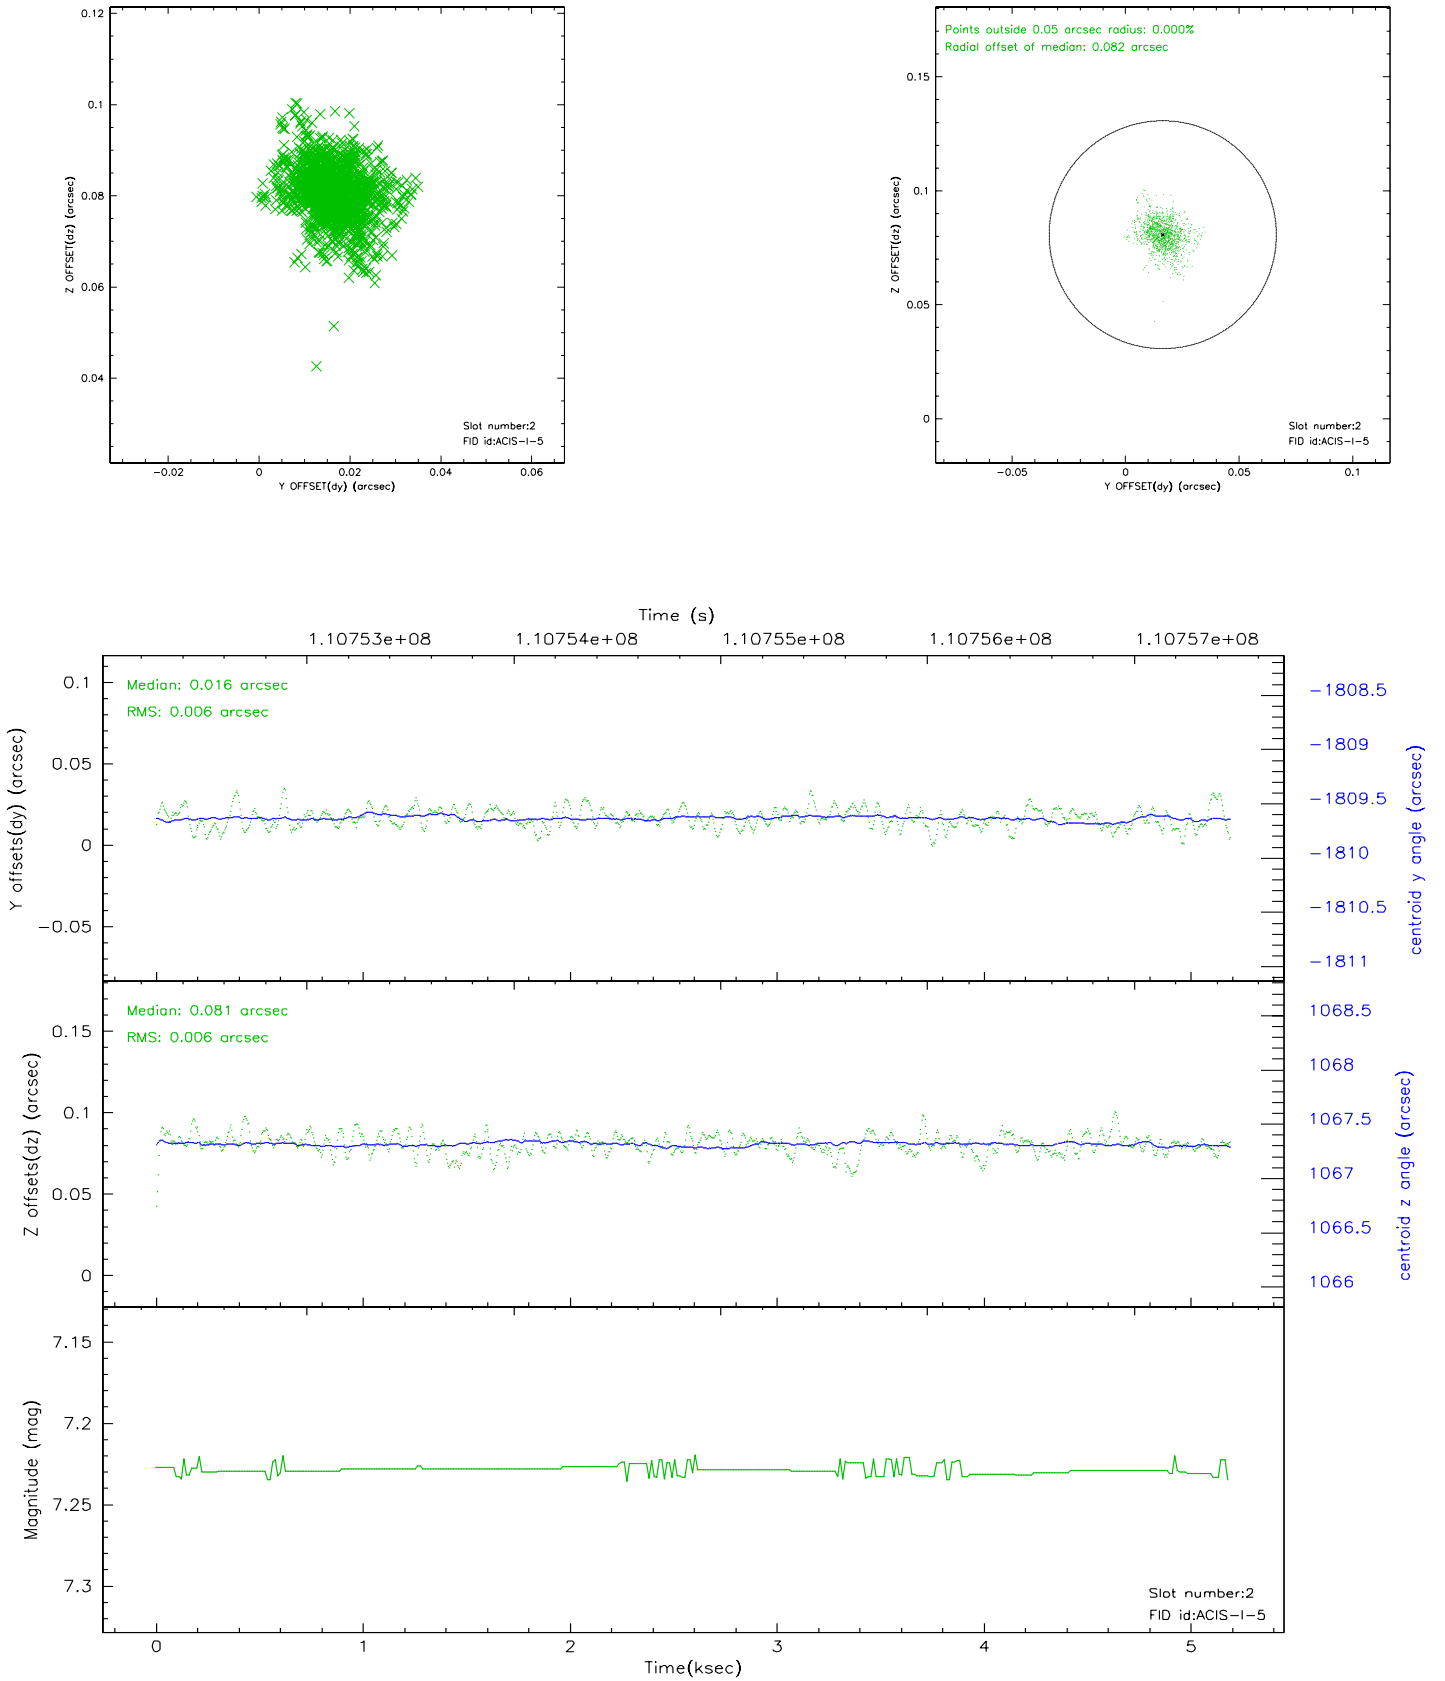 0.12
0.1
0.08
0.06
0.04
Z OFFSET(dz) (arcsec)
Slot number:2
FID id:ACIS-I-5
-0.02 0 0.02 0.04 0.06
Y OFFSET(dy) (arcsec)
Points outside 0.05 arcsec radius: 0.000%
Radial offset of median: 0.082 arcsec
0.15
0.1
0.05
0
Z OFFSET(dz) (arcsec)
Slot number:2
FID id:ACIS-I-5
-0.05 0 0.05 0.1
Y OFFSET(dy) (arcsec)
Time (s)
1.10753e+08 1.10754e+08 1.10755e+08 1.10756e+08 1.10757e+08
Median: 0.016 arcsec
RMS: 0.006 arcsec
0.1
0.05
0
-0.05
Y offsets(dy) (arcsec)
-1808.5
-1809
-1809.5
-1810
-1810.5
-1811
centroid y angle (arcsec)
Median: 0.081 arcsec
RMS: 0.006 arcsec
0.15
0.1
0.05
0
Z offsets(dz) (arcsec)
1068.5
1068
1067.5
1067
1066.5
1066
centroid z angle (arcsec)
7.15
7.2
7.25
7.3
Magnitude (mag)
Slot number:2
FID id:ACIS-I-5
0 1 2 3 4 5
Time(ksec)